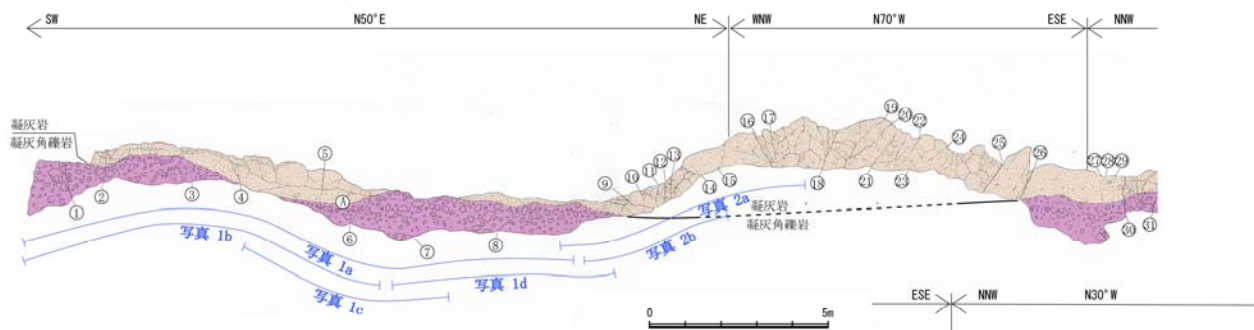 SW N50°E NE WNW N70°W ESE NNW
凝灰岩
凝灰角礫岩
① ② ③ ④ ⑤ Ⓐ ⑥ ⑦ ⑧ ⑨ ⑩ ⑪ ⑫ ⑬ ⑭ ⑮ ⑯ ⑰ ⑱ ⑲ ⑳ ㉑ ㉒ ㉓ ㉔ ㉕ ㉖ ㉗ ㉘ ㉙ ㉚ ㉛
凝灰岩
凝灰角礫岩
写真 1b
写真 1a
写真 1c
写真 1d
写真 2a
写真 2b
0 5m
ESE NNW N30°W